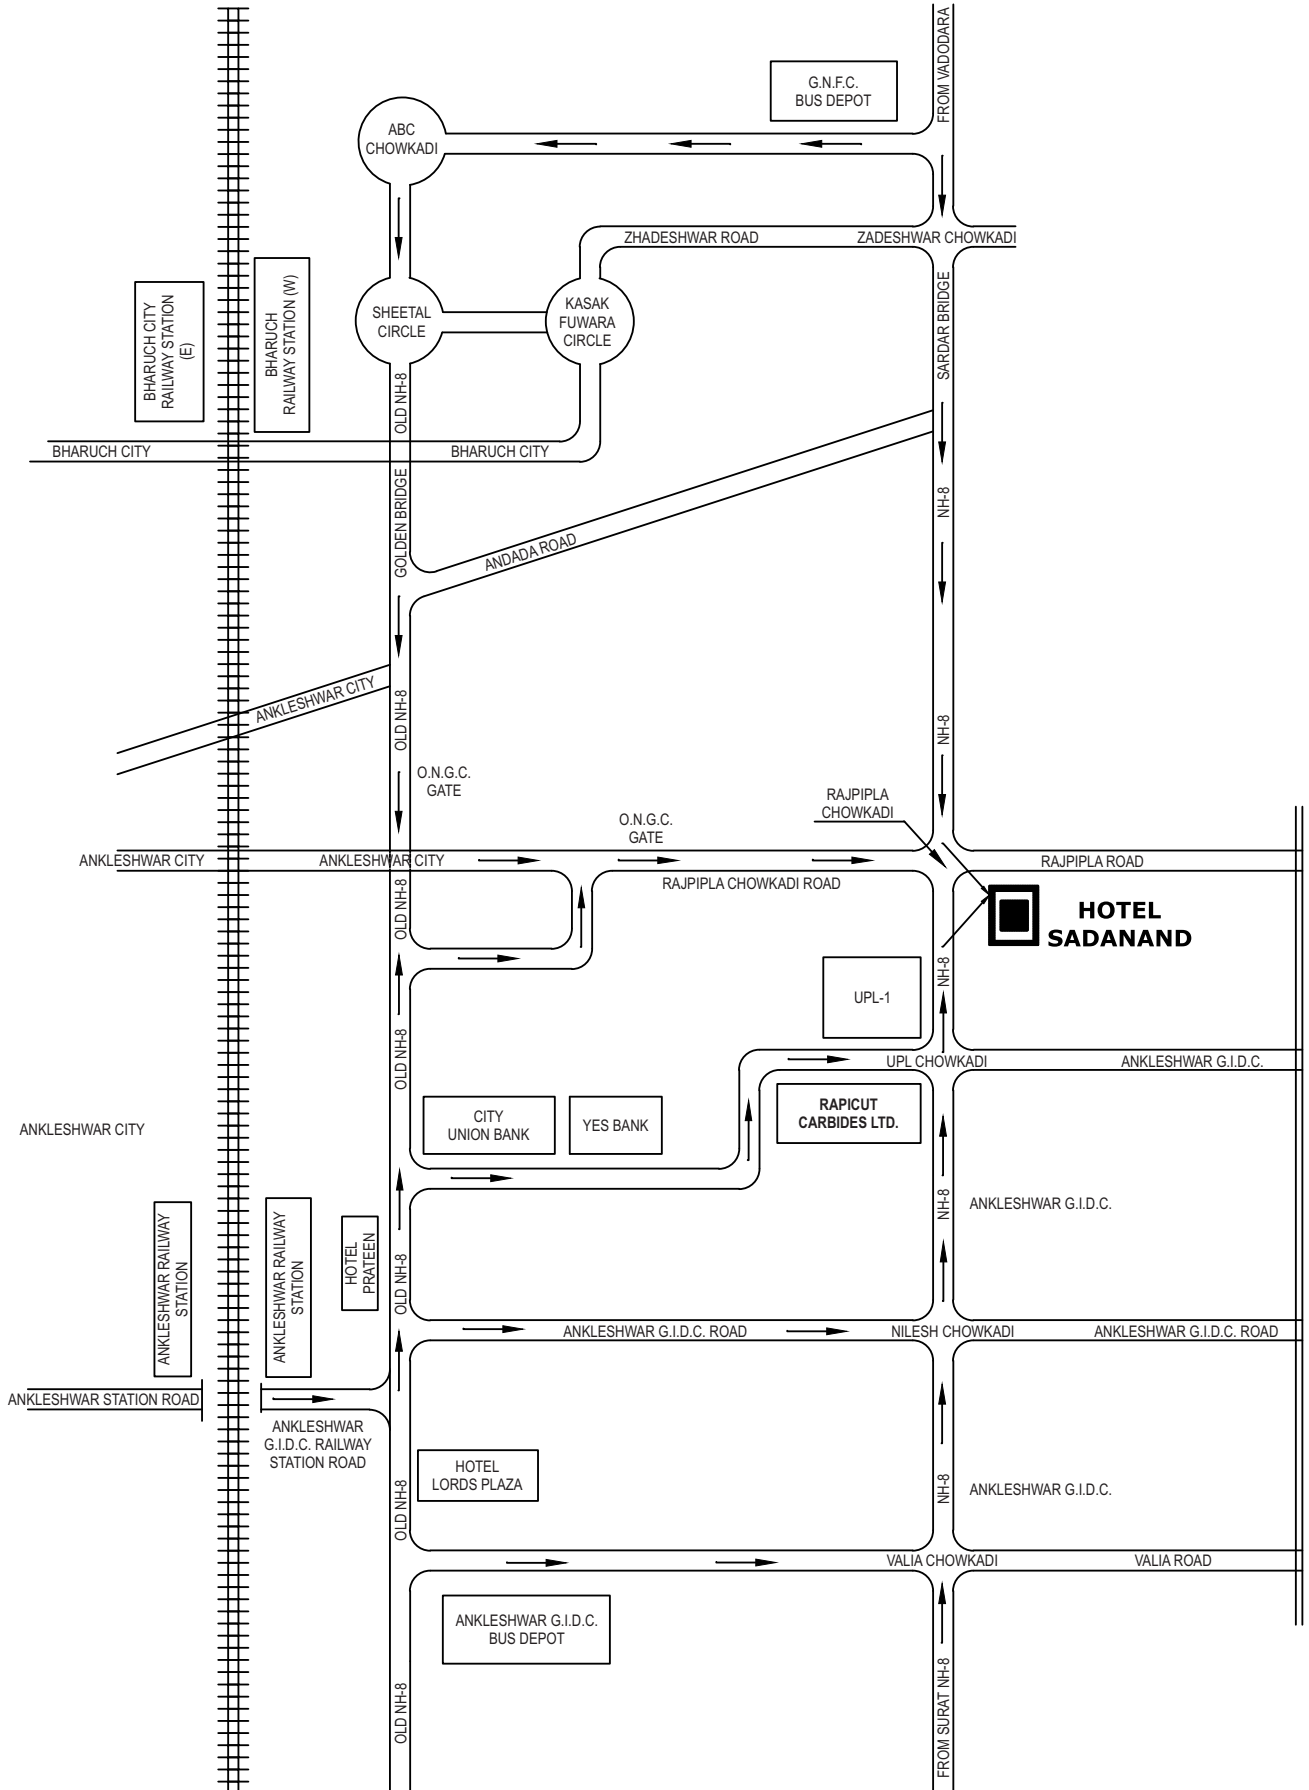 FROM VADODARA
G.N.F.C.
BUS DEPOT
ABC
CHOWKADI
ZHADESHWAR ROAD
ZADESHWAR CHOWKADI
BHARUCH CITY
RAILWAY STATION
(E)
BHARUCH
RAILWAY STATION (W)
SHEETAL
CIRCLE
KASAK
FUWARA
CIRCLE
SARDAR BRIDGE
OLD NH-8
BHARUCH CITY
BHARUCH CITY
GOLDEN BRIDGE
NH-8
ANDADA ROAD
ANKLESHWAR CITY
OLD NH-8
NH-8
O.N.G.C.
GATE
RAJPIPLA
CHOWKADI
O.N.G.C.
GATE
ANKLESHWAR CITY
ANKLESHWAR CITY
RAJPIPLA ROAD
RAJPIPLA CHOWKADI ROAD
OLD NH-8
HOTEL
SADANAND
NH-8
UPL-1
OLD NH-8
UPL CHOWKADI
ANKLESHWAR G.I.D.C.
CITY
UNION BANK
YES BANK
RAPICUT
CARBIDES LTD.
ANKLESHWAR CITY
NH-8
ANKLESHWAR G.I.D.C.
ANKLESHWAR RAILWAY
STATION
ANKLESHWAR RAILWAY
STATION
HOTEL
PRATEEN
OLD NH-8
ANKLESHWAR G.I.D.C. ROAD
NILESH CHOWKADI
ANKLESHWAR G.I.D.C. ROAD
ANKLESHWAR STATION ROAD
ANKLESHWAR
G.I.D.C. RAILWAY
STATION ROAD
HOTEL
LORDS PLAZA
OLD NH-8
NH-8
ANKLESHWAR G.I.D.C.
VALIA CHOWKADI
VALIA ROAD
ANKLESHWAR G.I.D.C.
BUS DEPOT
OLD NH-8
FROM SURAT NH-8